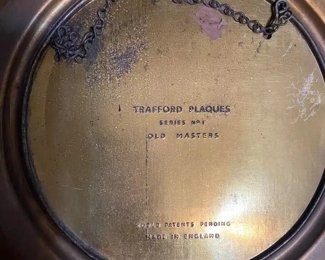 TRAFFORD PLAQUES
SERIES Nº 1
OLD MASTERS
PATENTS PENDING
MADE IN ENGLAND